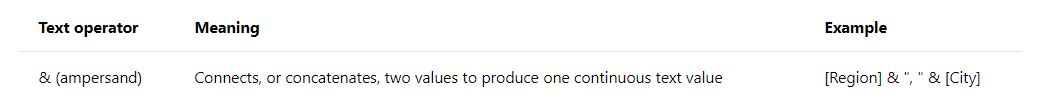 Text operator Meaning Example
& (ampersand) Connects, or concatenates, two values to produce one continuous text value [Region] & ", " & [City]